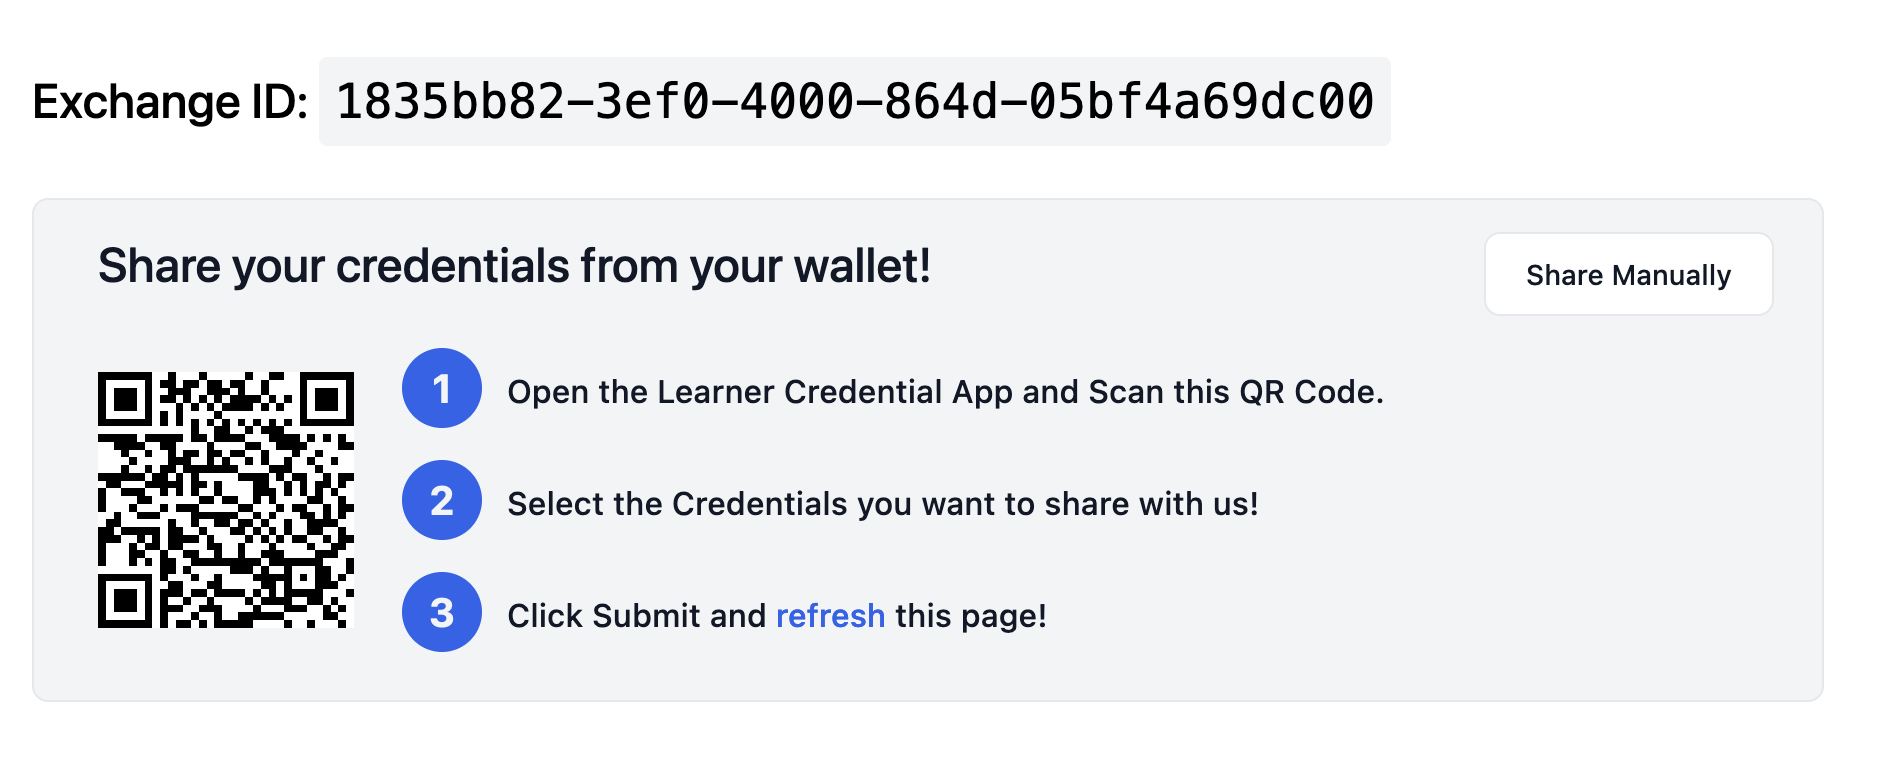 Exchange ID: 1835bb82-3ef0-4000-864d-05bf4a69dc00
Share your credentials from your wallet!
Share Manually
1 Open the Learner Credential App and Scan this QR Code.
2 Select the Credentials you want to share with us!
3 Click Submit and refresh this page!